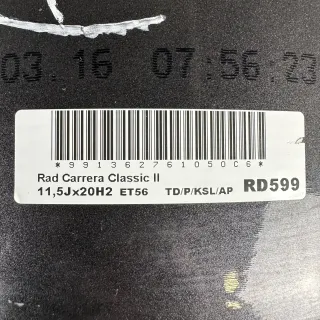 03.16 07:56:23
*991362761050C6*
Rad Carrera Classic II
11,5Jx20H2 ET56 TD/P/KSL/AP RD599